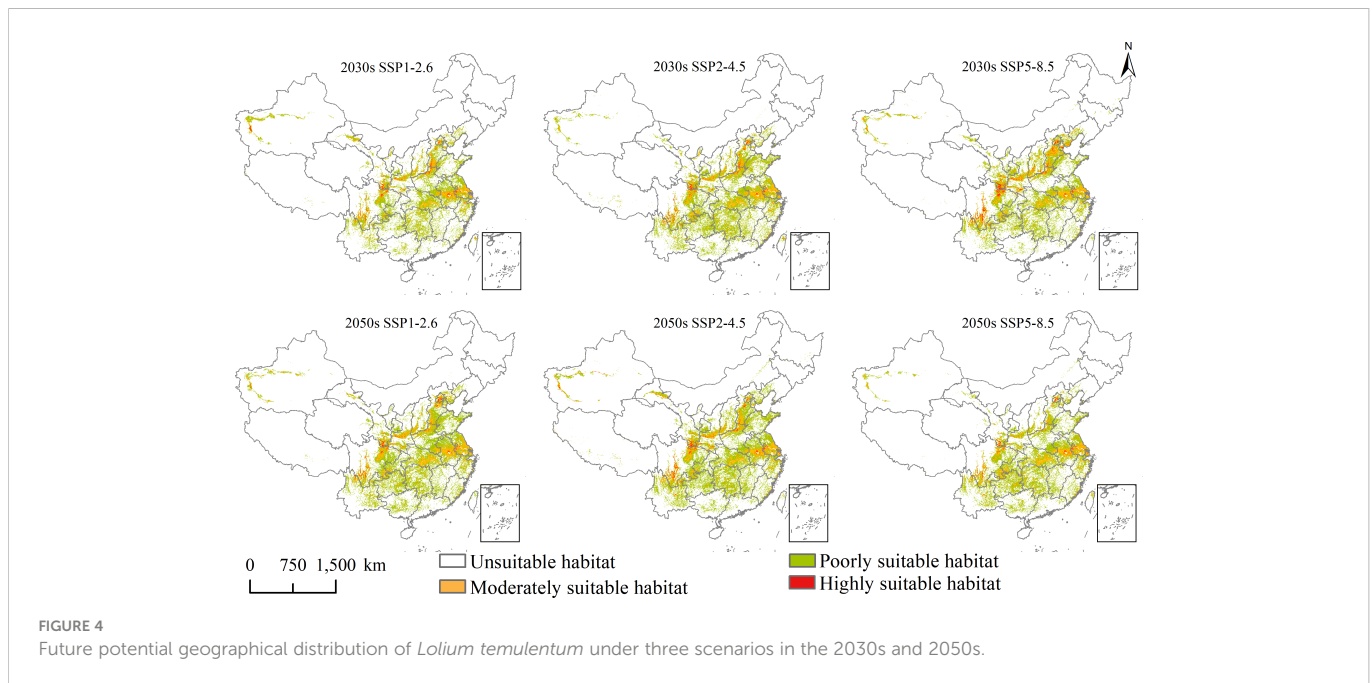 2030s SSP1-2.6
2030s SSP2-4.5
2030s SSP5-8.5
N
2050s SSP1-2.6
2050s SSP2-4.5
2050s SSP5-8.5
0 750 1,500 km
Unsuitable habitat
Poorly suitable habitat
Moderately suitable habitat
Highly suitable habitat
FIGURE 4
Future potential geographical distribution of Lolium temulentum under three scenarios in the 2030s and 2050s.